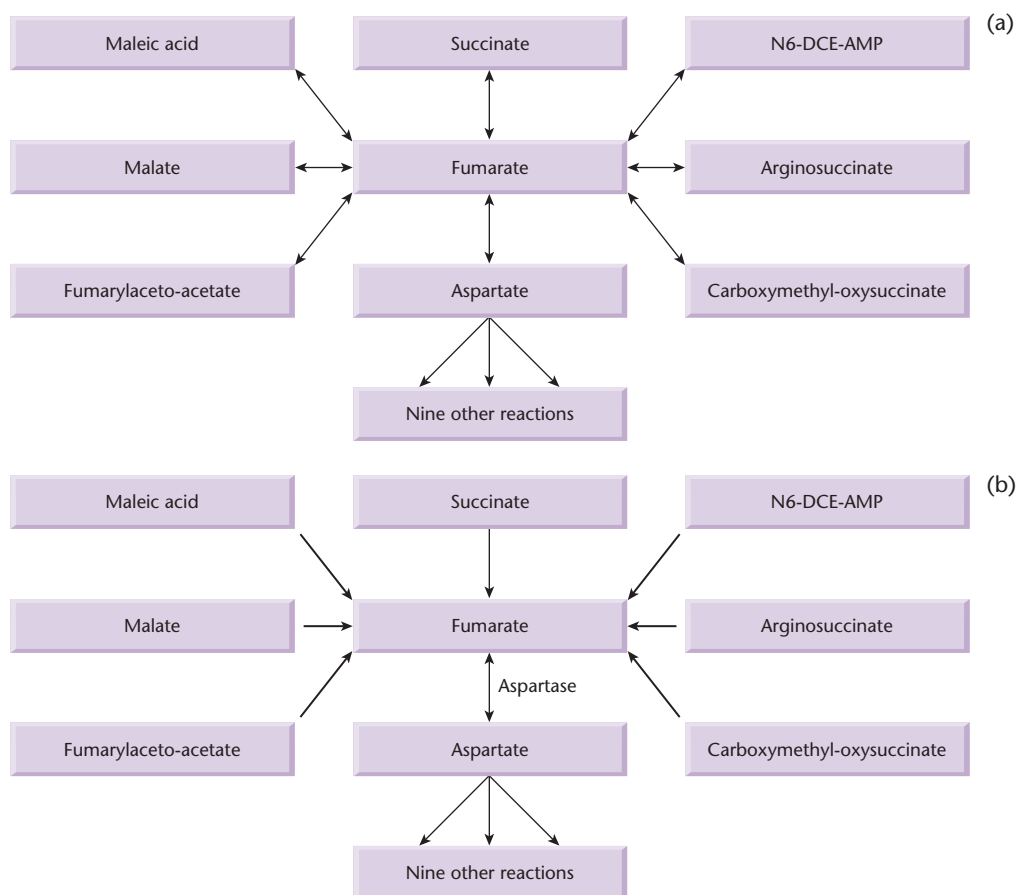 (a)
Maleic acid
Succinate
N6-DCE-AMP
Malate
Fumarate
Arginosuccinate
Fumarylaceto-acetate
Aspartate
Carboxymethyl-oxysuccinate
Nine other reactions
(b)
Maleic acid
Succinate
N6-DCE-AMP
Malate
Fumarate
Arginosuccinate
Aspartase
Fumarylaceto-acetate
Aspartate
Carboxymethyl-oxysuccinate
Nine other reactions